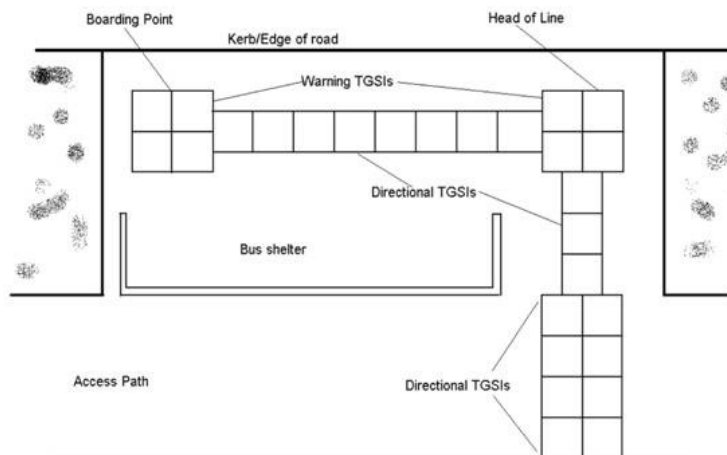 Boarding Point
Head of Line
Kerb/Edge of road
Warning TGSIs
Directional TGSIs
Bus shelter
Access Path
Directional TGSIs